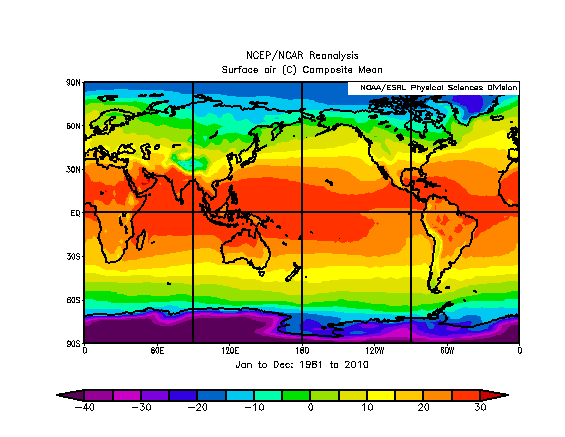 NCEP/NCAR Reanalysis
Surface air (C) Composite Mean
NOAA/ESRL Physical Sciences Division
90N
60N
30N
EQ
30S
60S
90S
0 60E 120E 180 120W 60W 0
Jan to Dec: 1981 to 2010
-40 -30 -20 -10 0 10 20 30